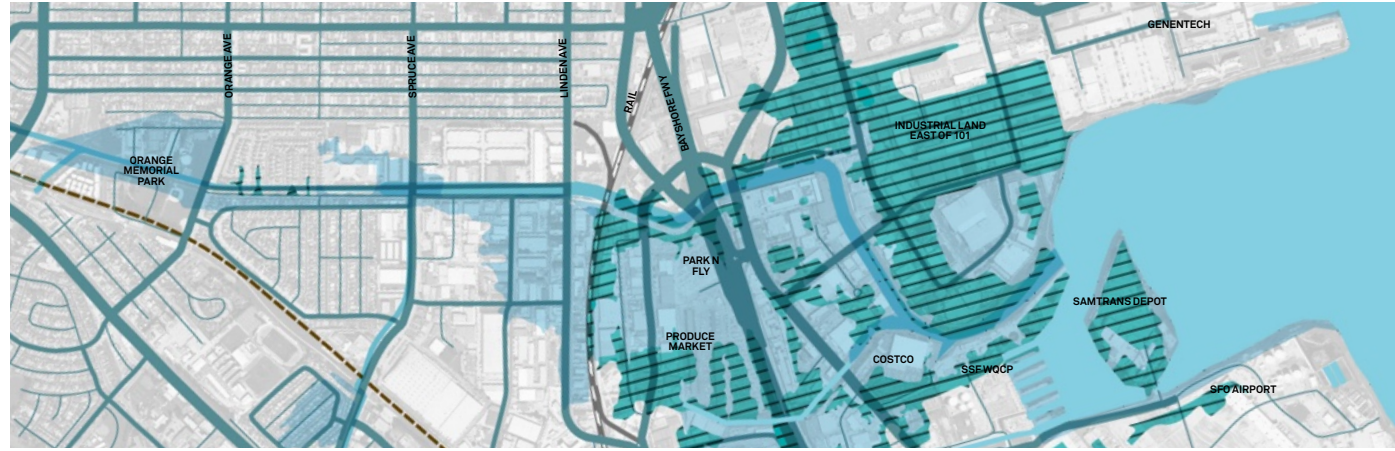 GENENTECH
ORANGE AVE
SPRUCE AVE
LINDEN AVE
RAIL
BAYSHORE FWY
INDUSTRIAL LAND
EAST OF 101
ORANGE
MEMORIAL
PARK
PARK N
FLY
SAMTRANS DEPOT
PRODUCE
MARKET
COSTCO
SSF WQCP
SFO AIRPORT